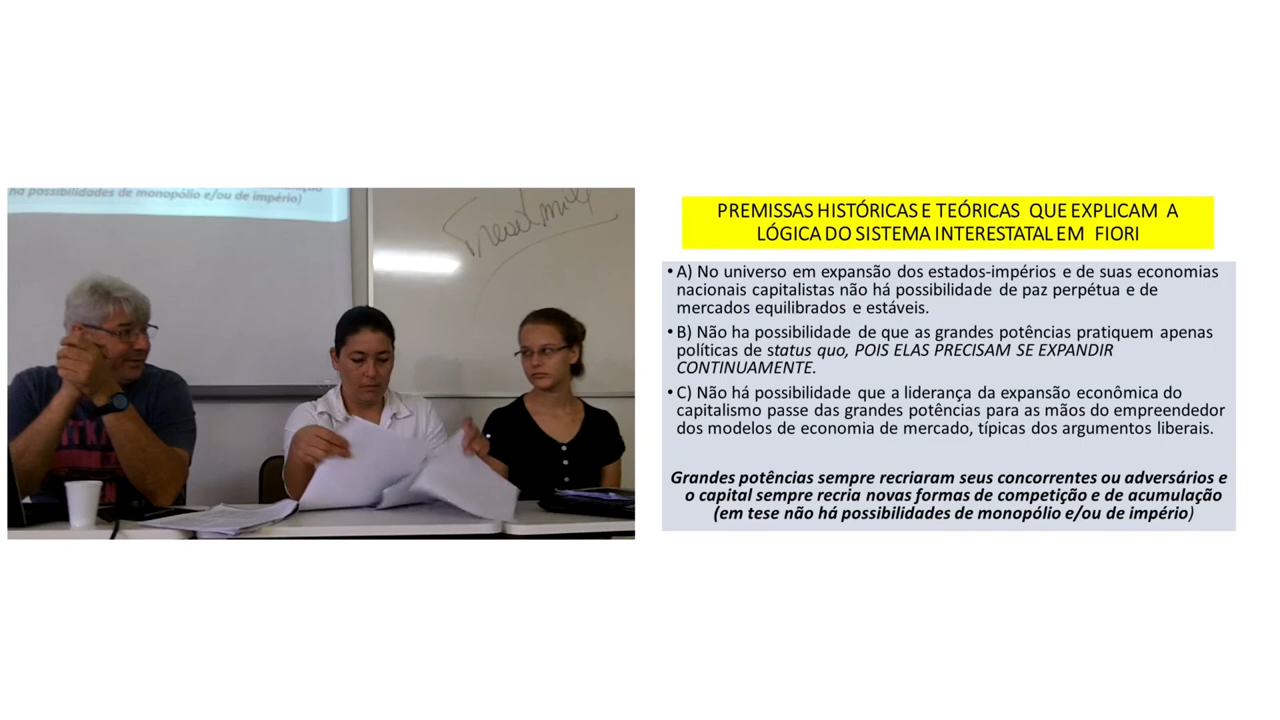 há possibilidades de monopólio e/ou de império)
PREMISSAS HISTÓRICAS E TEÓRICAS QUE EXPLICAM A
LÓGICA DO SISTEMA INTERESTATAL EM FIORI
• A) No universo em expansão dos estados-impérios e de suas economias
nacionais capitalistas não há possibilidade de paz perpétua e de
mercados equilibrados e estáveis.
• B) Não ha possibilidade de que as grandes potências pratiquem apenas
políticas de status quo, POIS ELAS PRECISAM SE EXPANDIR
CONTINUAMENTE.
• C) Não há possibilidade que a liderança da expansão econômica do
capitalismo passe das grandes potências para as mãos do empreendedor
dos modelos de economia de mercado, típicas dos argumentos liberais.
Grandes potências sempre recriaram seus concorrentes ou adversários e
o capital sempre recria novas formas de competição e de acumulação
(em tese não há possibilidades de monopólio e/ou de império)